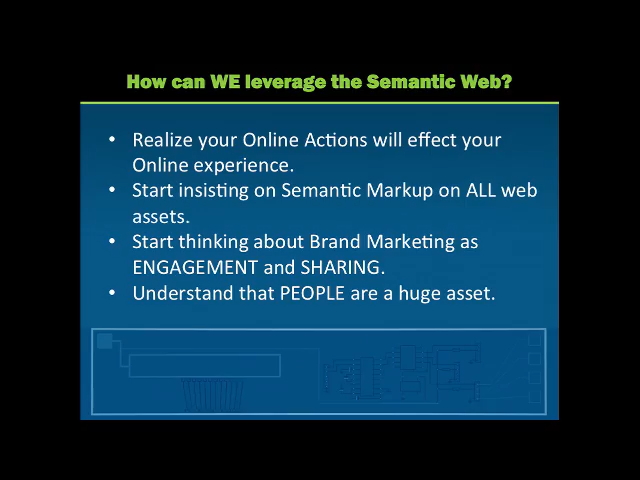 How can WE leverage the Semantic Web?
• Realize your Online Actions will effect your
Online experience.
• Start insisting on Semantic Markup on ALL web
assets.
• Start thinking about Brand Marketing as
ENGAGEMENT and SHARING.
• Understand that PEOPLE are a huge asset.